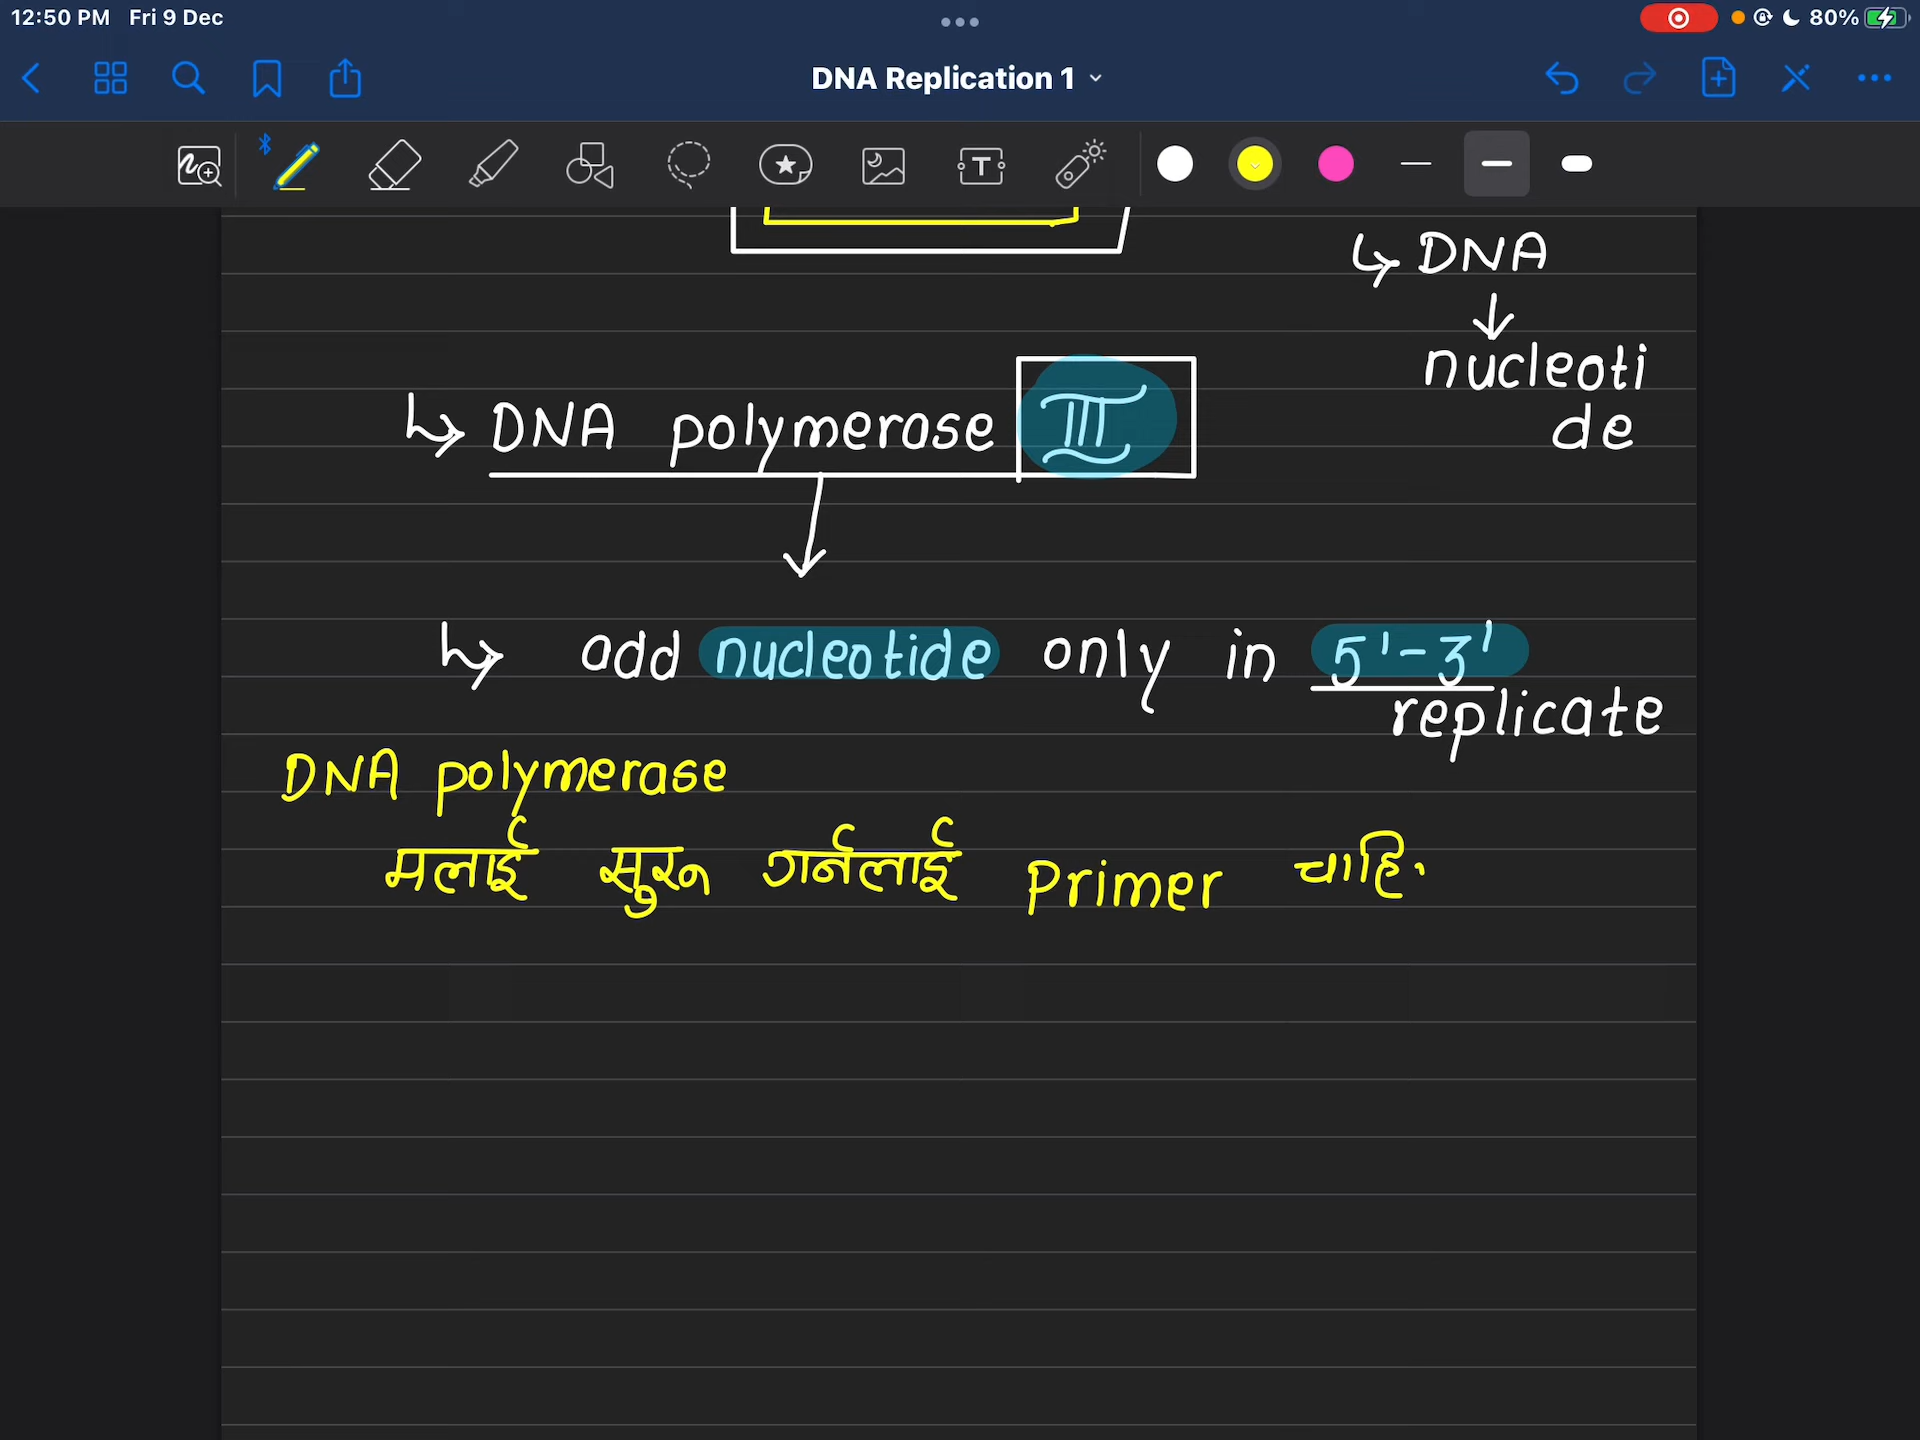 12:50 PM Fri 9 Dec
80%
DNA Replication 1
T
↳ DNA
↓
nucleoti
de
↳ DNA polymerase III
↳ add nucleotide only in 5'-3'
replicate
DNA polymerase
मलाई सुरु गर्नलाई Primer चाहि